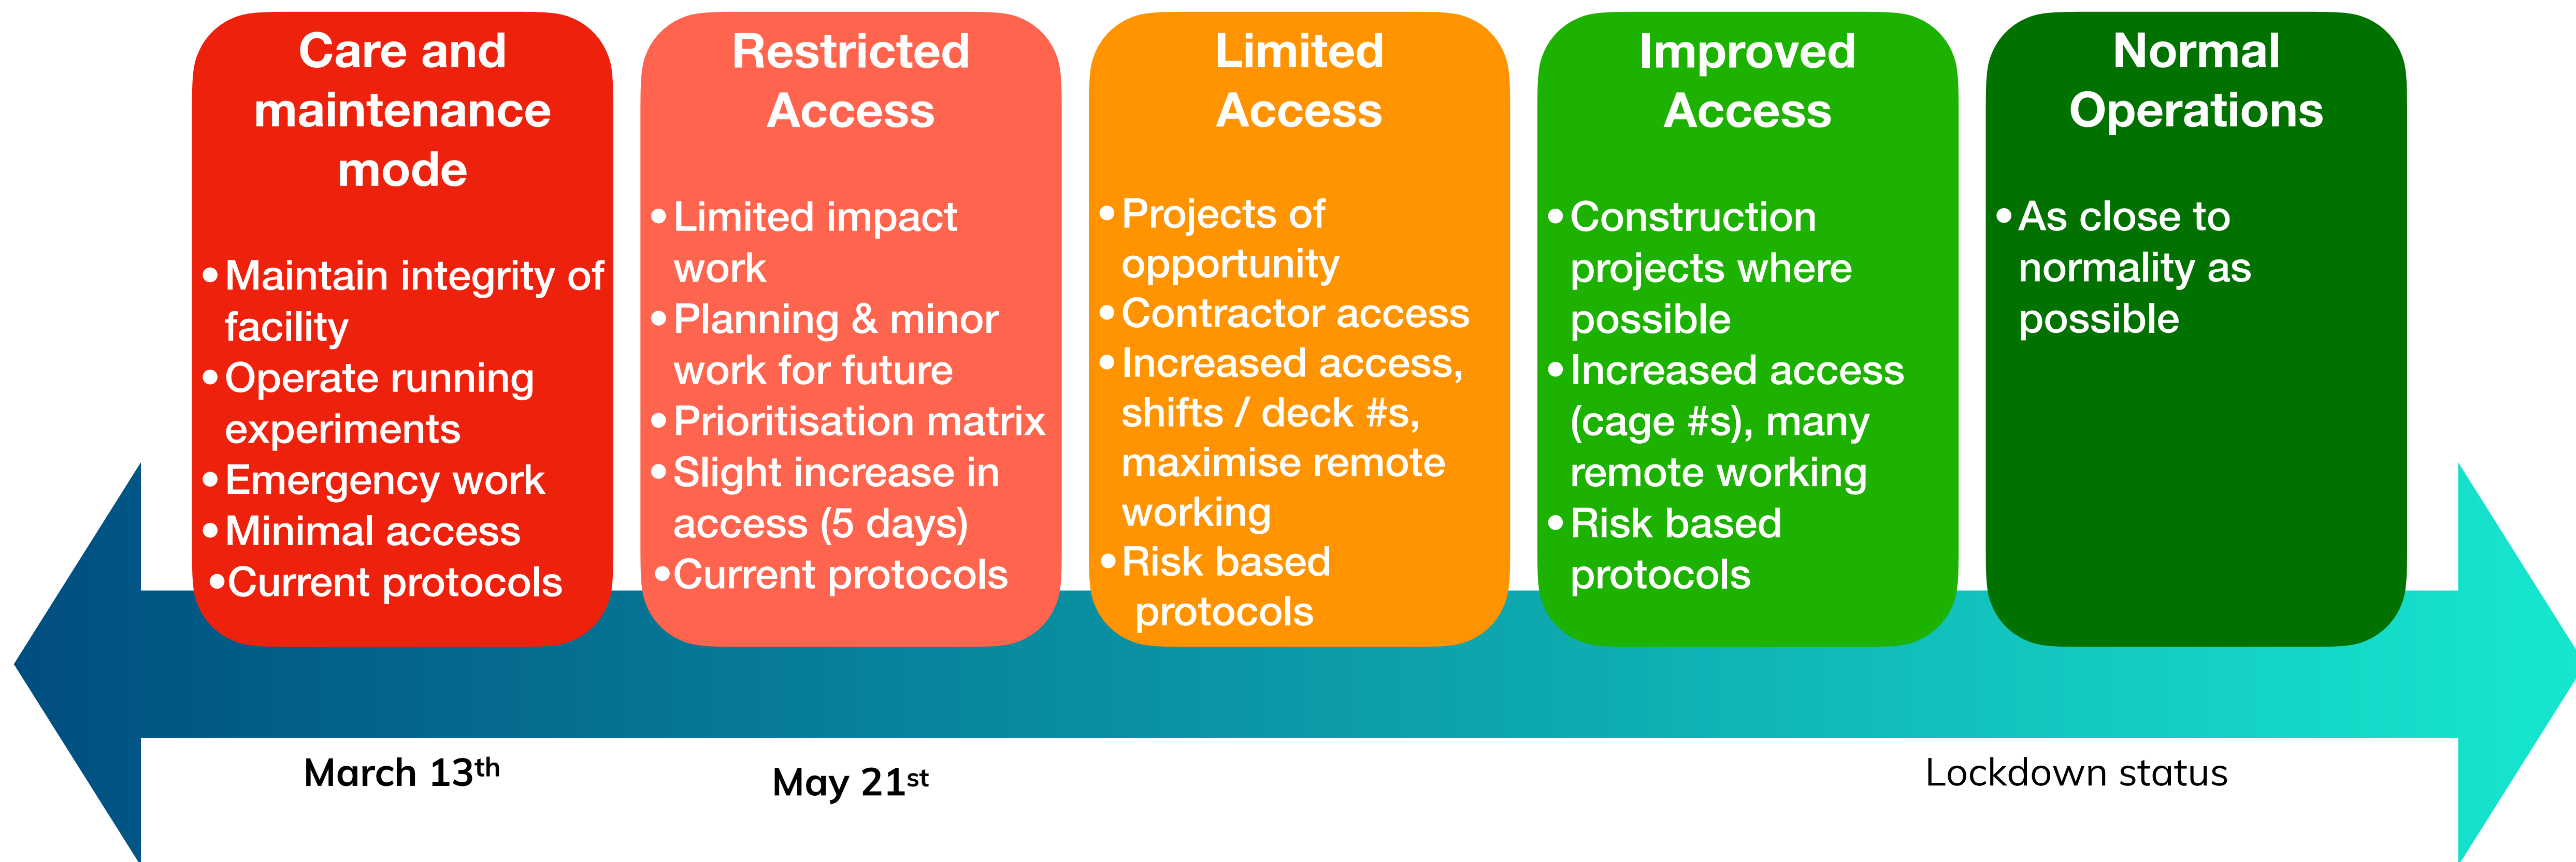 Care and
maintenance
mode
•Maintain integrity of
facility
•Operate running
experiments
•Emergency work
•Minimal access
•Current protocols
Restricted
Access
•Limited impact
work
•Planning & minor
work for future
•Prioritisation matrix
•Slight increase in
access (5 days)
•Current protocols
Limited
Access
•Projects of
opportunity
•Contractor access
•Increased access,
shifts / deck #s,
maximise remote
working
•Risk based
protocols
Improved
Access
•Construction
projects where
possible
•Increased access
(cage #s), many
remote working
•Risk based
protocols
Normal
Operations
•As close to
normality as
possible
March 13th
May 21st
Lockdown status